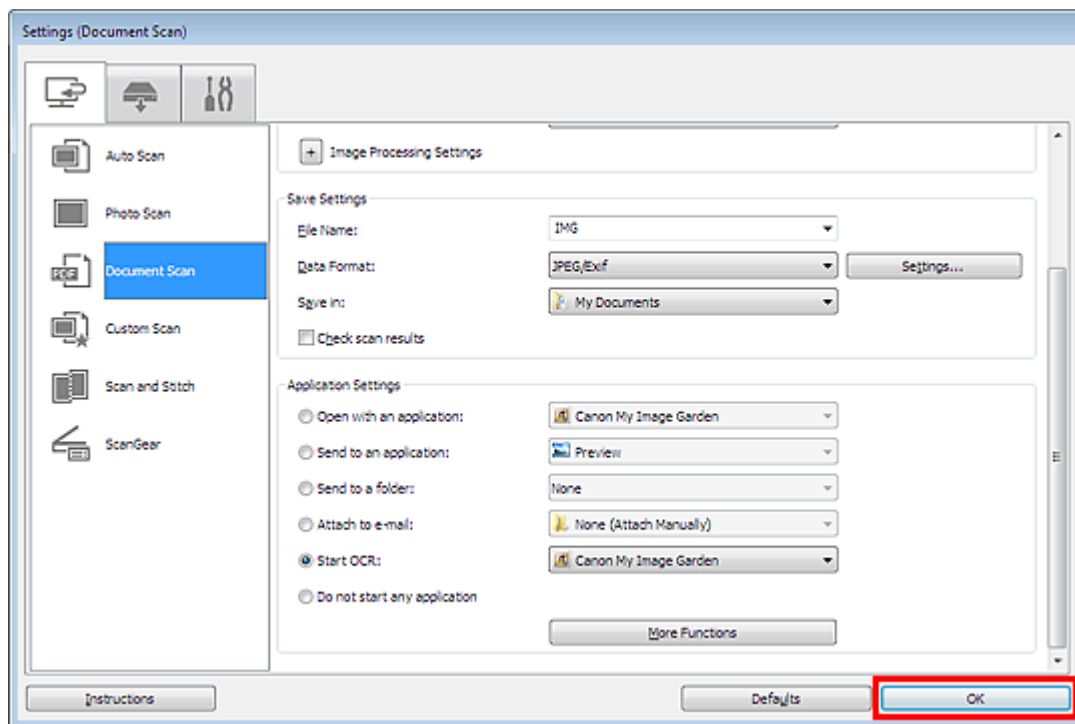 Settings (Document Scan)
Auto Scan
Photo Scan
PDF
Document Scan
Custom Scan
Scan and Stitch
ScanGear
+ Image Processing Settings
Save Settings
File Name: IMG
Data Format: JPEG/Exif Settings...
Save in: My Documents
Check scan results
Application Settings
Open with an application: Canon My Image Garden
Send to an application: Preview
Send to a folder: None
Attach to e-mail: None (Attach Manually)
Start OCR: Canon My Image Garden
Do not start any application
More Functions
Instructions Defaults OK